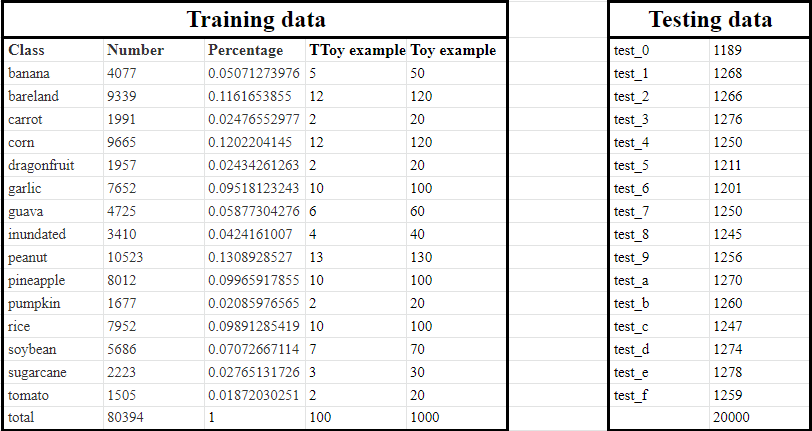 Training data Testing data
Class Number Percentage TToy example Toy example test_0 1189
banana 4077 0.05071273976 5 50 test_1 1268
bareland 9339 0.1161653855 12 120 test_2 1266
carrot 1991 0.02476552977 2 20 test_3 1276
corn 9665 0.1202204145 12 120 test_4 1250
dragonfruit 1957 0.02434261263 2 20 test_5 1211
garlic 7652 0.09518123243 10 100 test_6 1201
guava 4725 0.05877304276 6 60 test_7 1250
inundated 3410 0.0424161007 4 40 test_8 1245
peanut 10523 0.1308928527 13 130 test_9 1256
pineapple 8012 0.09965917855 10 100 test_a 1270
pumpkin 1677 0.02085976565 2 20 test_b 1260
rice 7952 0.09891285419 10 100 test_c 1247
soybean 5686 0.07072667114 7 70 test_d 1274
sugarcane 2223 0.02765131726 3 30 test_e 1278
tomato 1505 0.01872030251 2 20 test_f 1259
total 80394 1 100 1000 20000